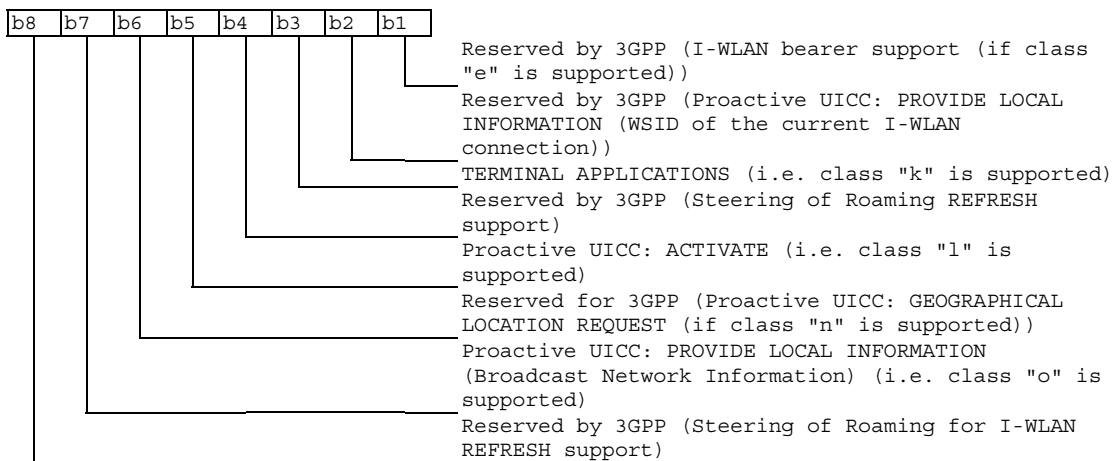 b8 b7 b6 b5 b4 b3 b2 b1
Reserved by 3GPP (I-WLAN bearer support (if class
"e" is supported))
Reserved by 3GPP (Proactive UICC: PROVIDE LOCAL
INFORMATION (WSID of the current I-WLAN
connection))
TERMINAL APPLICATIONS (i.e. class "k" is supported)
Reserved by 3GPP (Steering of Roaming REFRESH
support)
Proactive UICC: ACTIVATE (i.e. class "l" is
supported)
Reserved for 3GPP (Proactive UICC: GEOGRAPHICAL
LOCATION REQUEST (if class "n" is supported))
Proactive UICC: PROVIDE LOCAL INFORMATION
(Broadcast Network Information) (i.e. class "o" is
supported)
Reserved by 3GPP (Steering of Roaming for I-WLAN
REFRESH support)